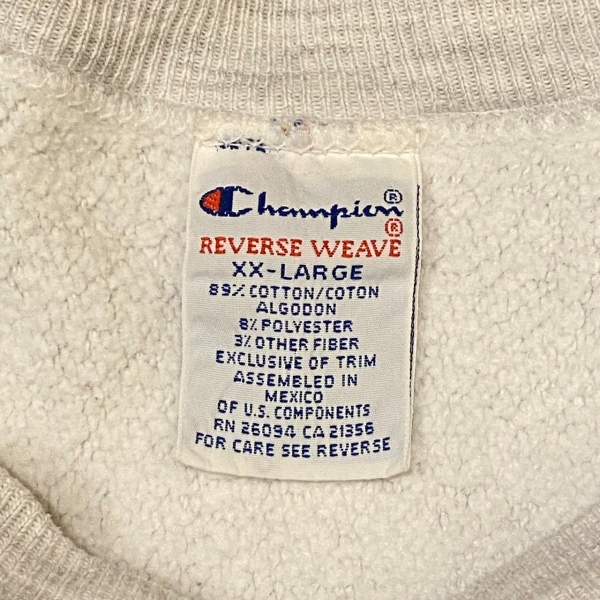 Champion®
REVERSE WEAVE®
XX-LARGE
89% COTTON/COTON
ALGODON
8% POLYESTER
3% OTHER FIBER
EXCLUSIVE OF TRIM
ASSEMBLED IN
MEXICO
OF U.S. COMPONENTS
RN 26094 CA 21356
FOR CARE SEE REVERSE